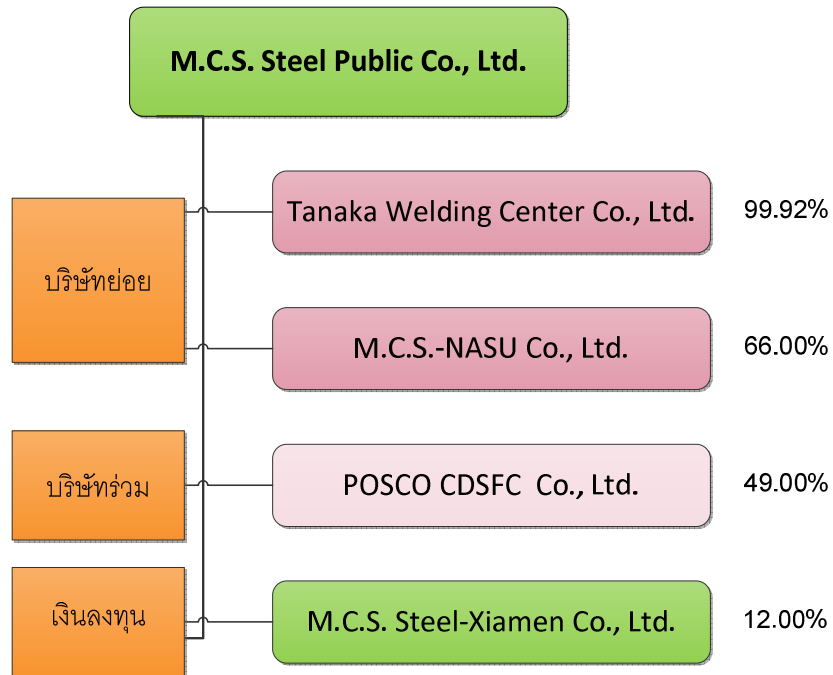 M.C.S. Steel Public Co., Ltd.
บริษัทย่อย
Tanaka Welding Center Co., Ltd. 99.92%
M.C.S.-NASU Co., Ltd. 66.00%
บริษัทร่วม
POSCO CDSFC Co., Ltd. 49.00%
เงินลงทุน
M.C.S. Steel-Xiamen Co., Ltd. 12.00%